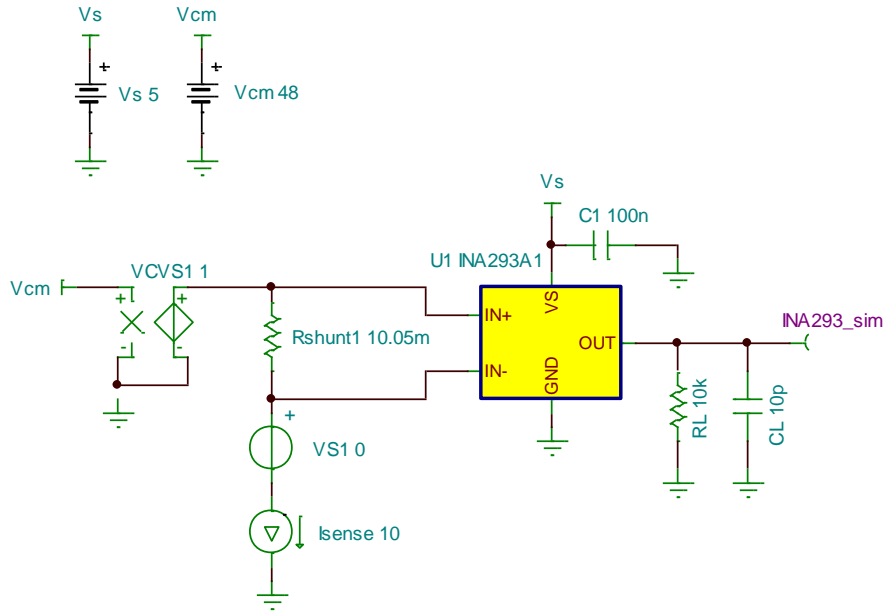 Vs
Vcm
+
+
Vs 5
Vcm 48
Vs
C1 100n
U1 INA293A1
VCVS1 1
Vcm
+
+
-
-
Rshunt1 10.05m
IN+
VS
INA293_sim
OUT
IN-
GND
RL 10k
CL 10p
+
VS1 0
Isense 10